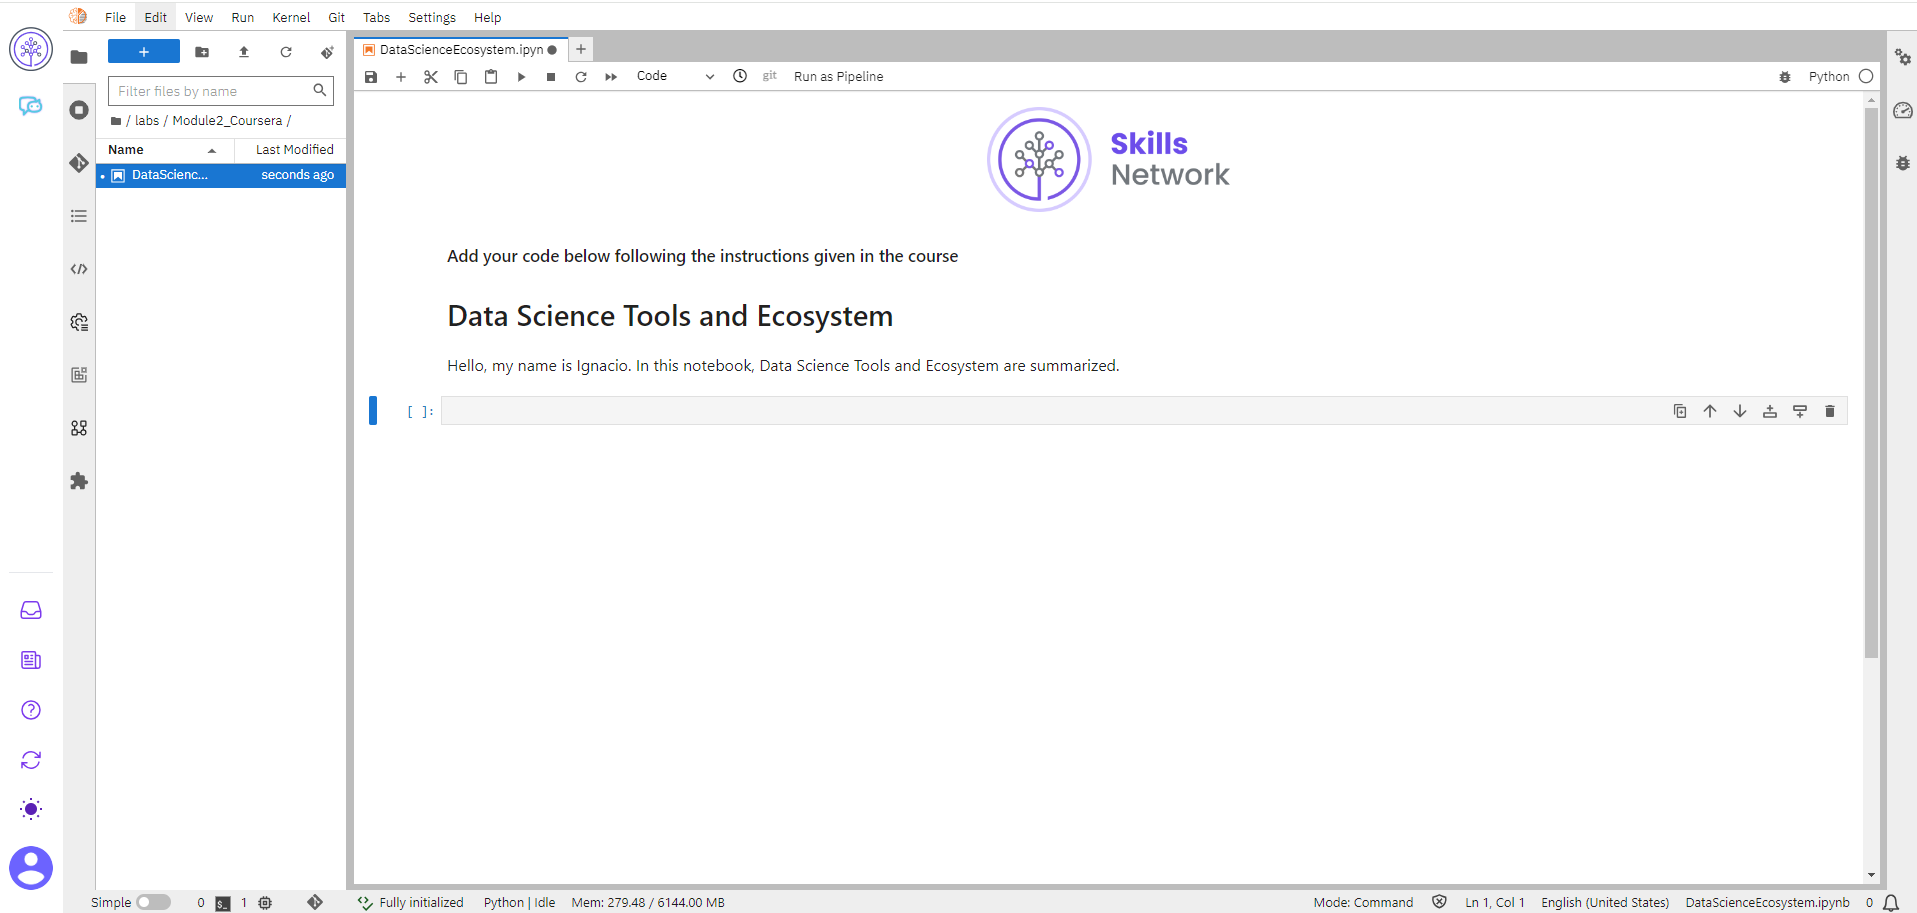 File Edit View Run Kernel Git Tabs Settings Help
DataScienceEcosystem.ipyn
Code
git
Run as Pipeline
Python
Filter files by name
/ labs / Module2_Coursera /
Name Last Modified
DataScienc... seconds ago
Skills
Network
Add your code below following the instructions given in the course
Data Science Tools and Ecosystem
Hello, my name is Ignacio. In this notebook, Data Science Tools and Ecosystem are summarized.
[ ]:
Simple 0 $_ 1 Fully initialized Python | Idle Mem: 279.48 / 6144.00 MB Mode: Command Ln 1, Col 1 English (United States) DataScienceEcosystem.ipynb 0